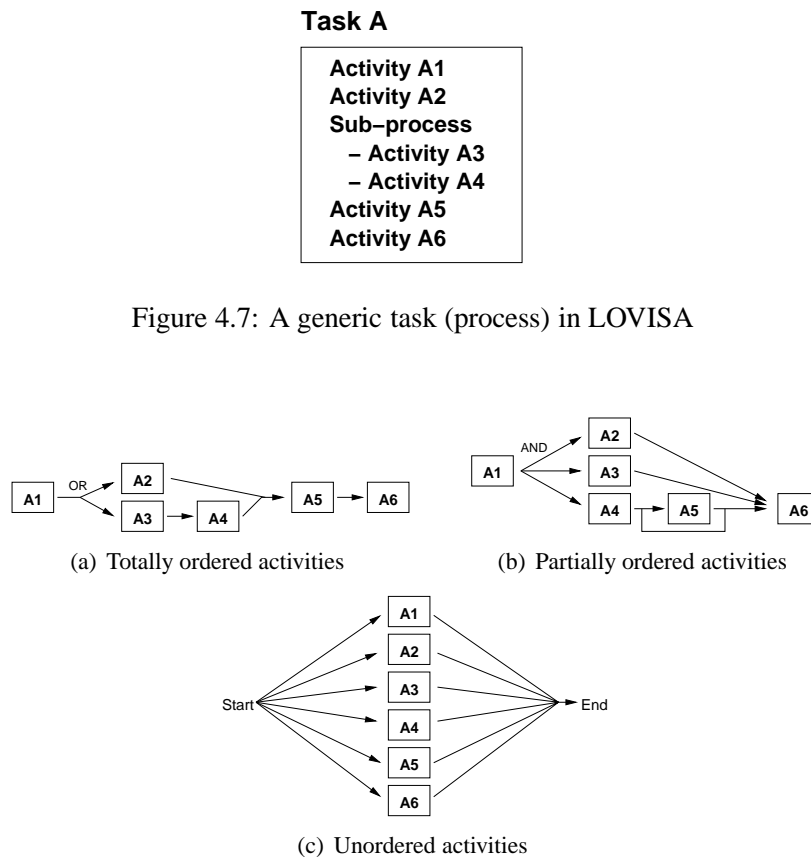 Task A
Activity A1
Activity A2
Sub−process
− Activity A3
− Activity A4
Activity A5
Activity A6
Figure 4.7: A generic task (process) in LOVISA
A1
OR
A2
A3
A4
A5
A6
(a) Totally ordered activities
A1
AND
A2
A3
A4
A5
A6
(b) Partially ordered activities
Start
A1
A2
A3
A4
A5
A6
End
(c) Unordered activities